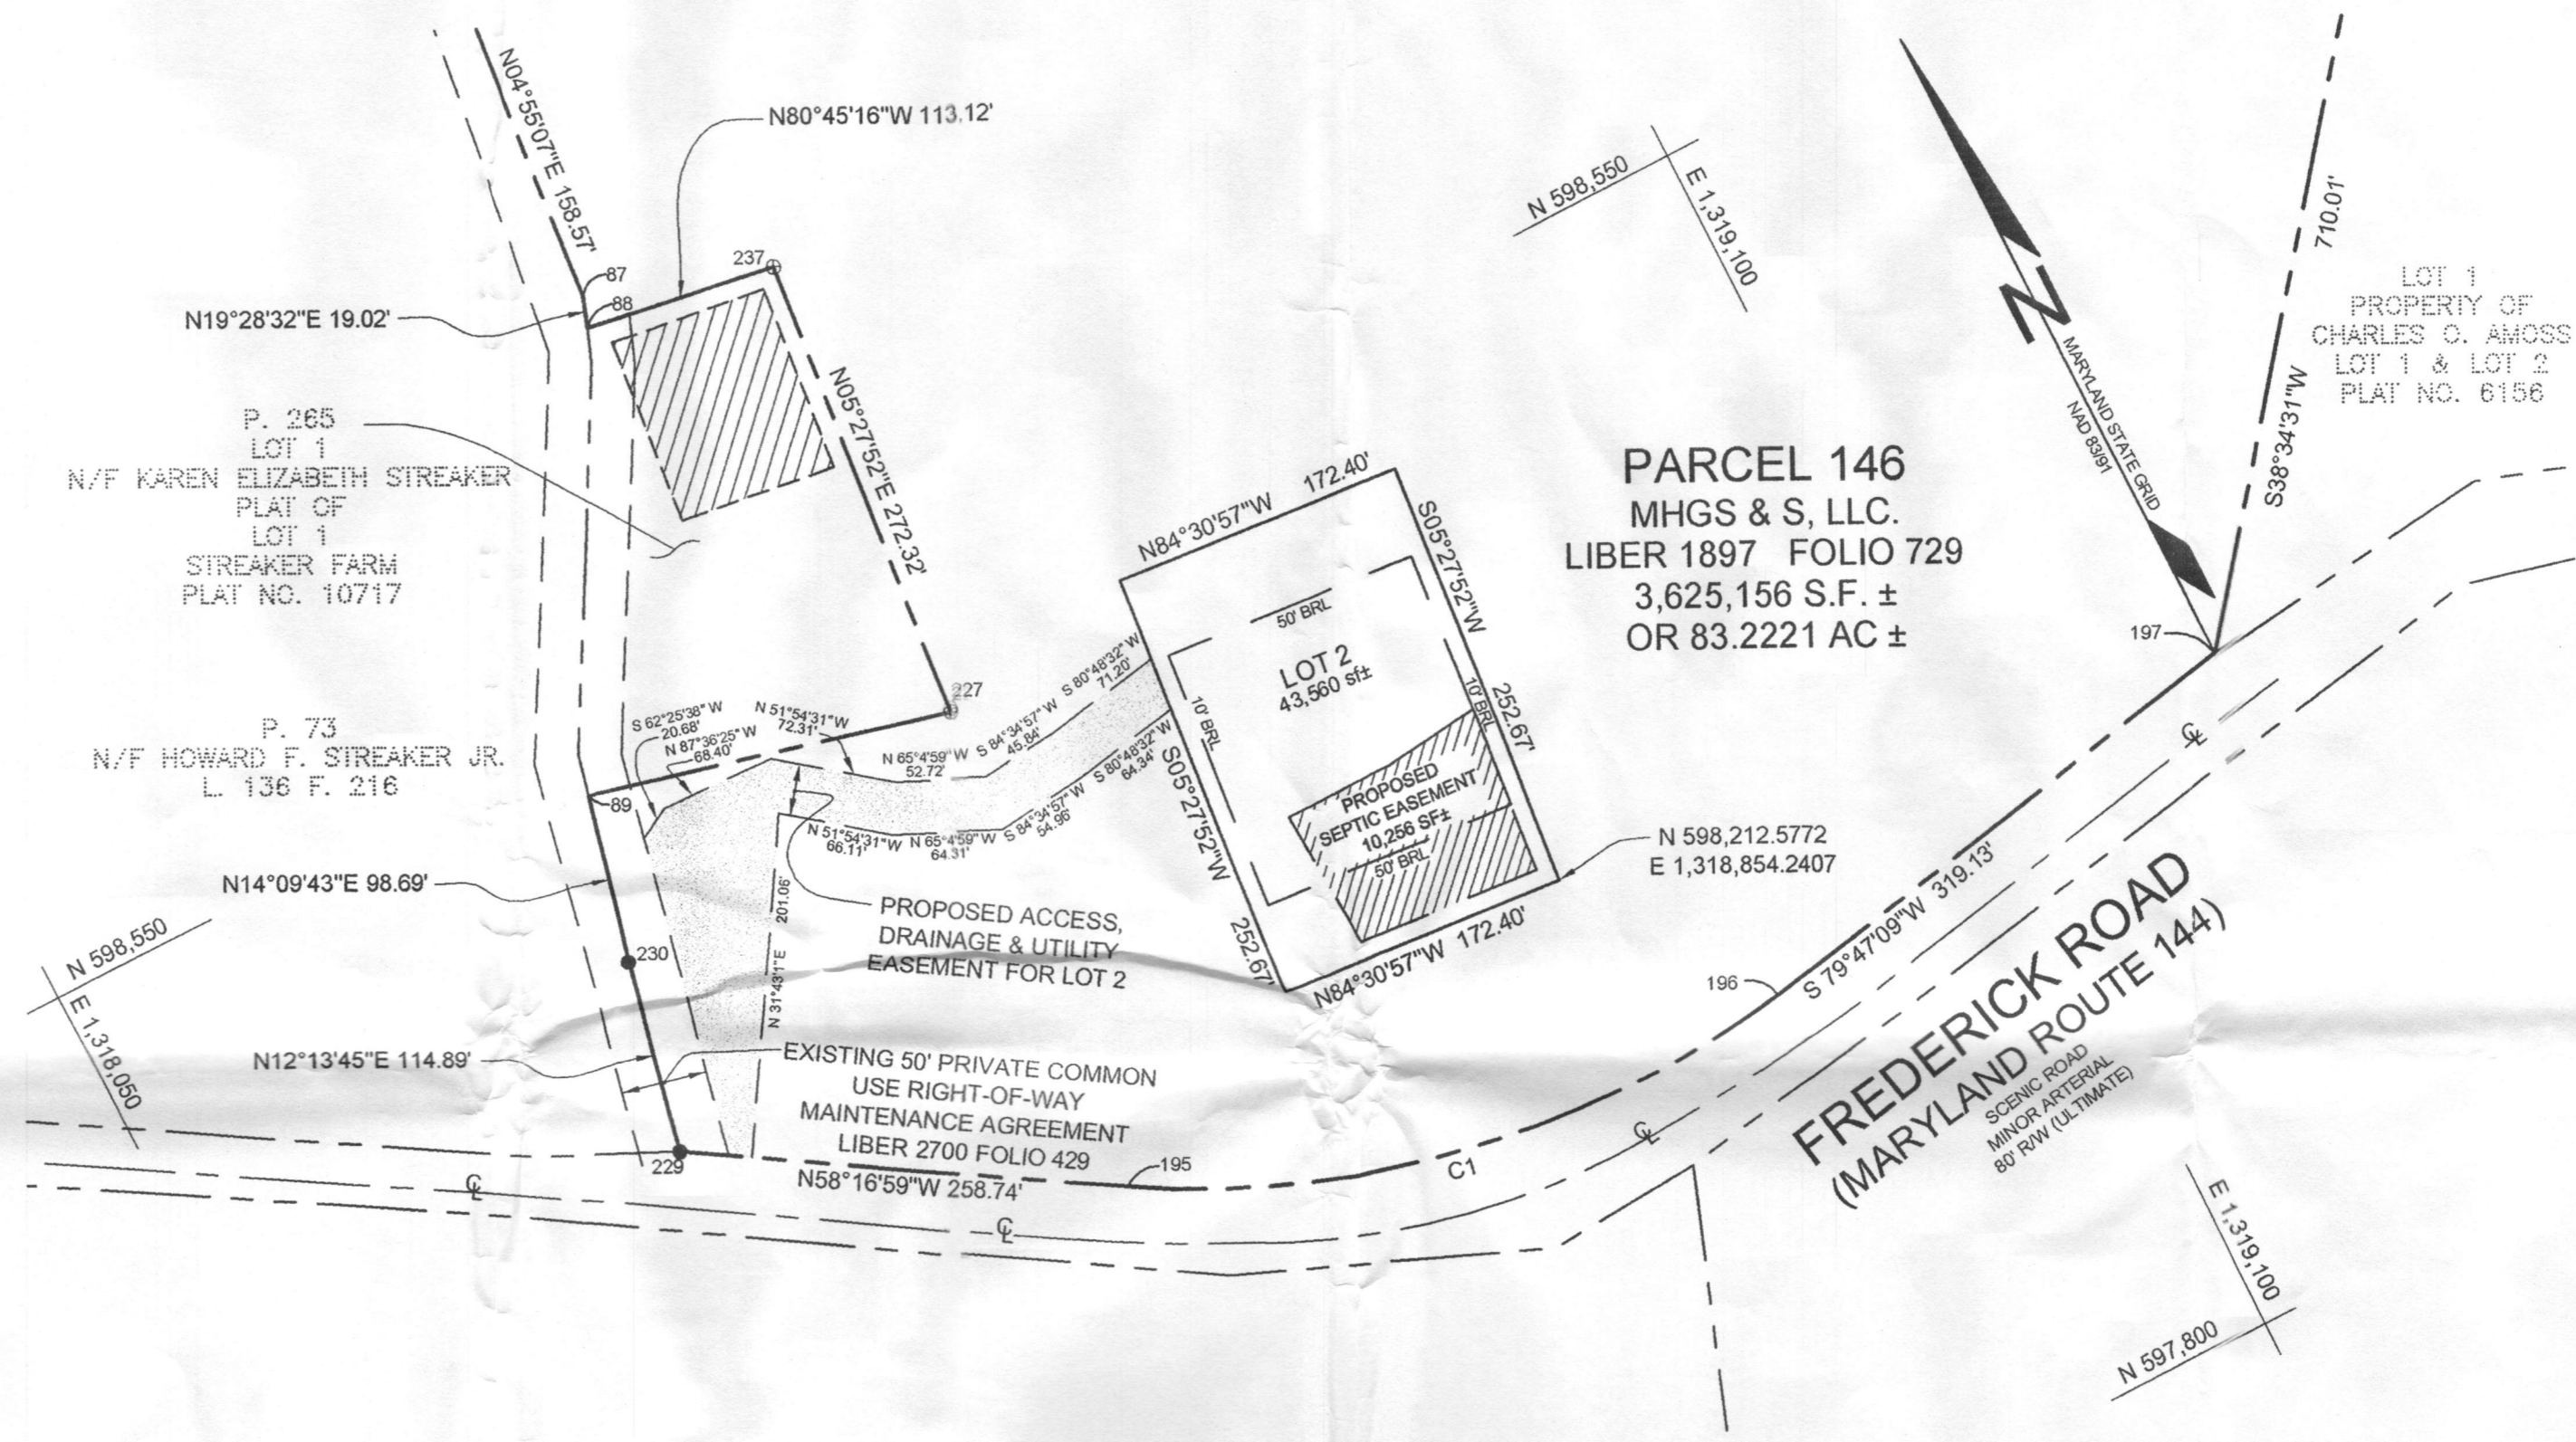 N04°55'07"E 158.57'
N80°45'16"W 113.12'
237
87
88
N19°28'32"E 19.02'
N05°27'52"E 272.32'
P. 265
LOT 1
N/F KAREN ELIZABETH STREAKER
PLAT OF
LOT 1
STREAKER FARM
PLAT NO. 10717
P. 73
N/F HOWARD F. STREAKER JR.
L. 136 F. 216
227
S 62°25'38" W
20.68'
N 87°36'25" W
68.40'
N 51°54'31"W
72.31'
N 65°4'59" W
52.72'
S 84°34'57" W
45.84'
S 80°48'32" W
71.20'
89
N 51°54'31"W
66.11'
N 65°4'59" W
64.31'
S 84°34'57" W
54.96'
S 80°48'32" W
64.34'
N14°09'43"E 98.69'
230
N 31°43'1"E 201.06'
PROPOSED ACCESS,
DRAINAGE & UTILITY
EASEMENT FOR LOT 2
N12°13'45"E 114.89'
EXISTING 50' PRIVATE COMMON
USE RIGHT-OF-WAY
MAINTENANCE AGREEMENT
LIBER 2700 FOLIO 429
229
N58°16'59"W 258.74'
195
C1
N 598,550
E 1,318,050
N84°30'57"W 172.40'
S05°27'52"W
252.67'
50' BRL
LOT 2
43,560 sf±
10' BRL
10' BRL
PROPOSED
SEPTIC EASEMENT
10,256 SF±
50' BRL
S05°27'52"W
252.67'
N84°30'57"W 172.40'
N 598,212.5772
E 1,318,854.2407
N 598,550
E 1,319,100
PARCEL 146
MHGS & S, LLC.
LIBER 1897 FOLIO 729
3,625,156 S.F. ±
OR 83.2221 AC ±
N
MARYLAND STATE GRID
NAD 83/91
710.01'
S38°34'31"W
LOT 1
PROPERTY OF
CHARLES O. AMOSS
LOT 1 & LOT 2
PLAT NO. 6156
197
196
S 79°47'09"W 319.13'
FREDERICK ROAD
(MARYLAND ROUTE 144)
SCENIC ROAD
MINOR ARTERIAL
80' R/W (ULTIMATE)
CL
CL
CL
CL
E 1,319,100
N 597,800